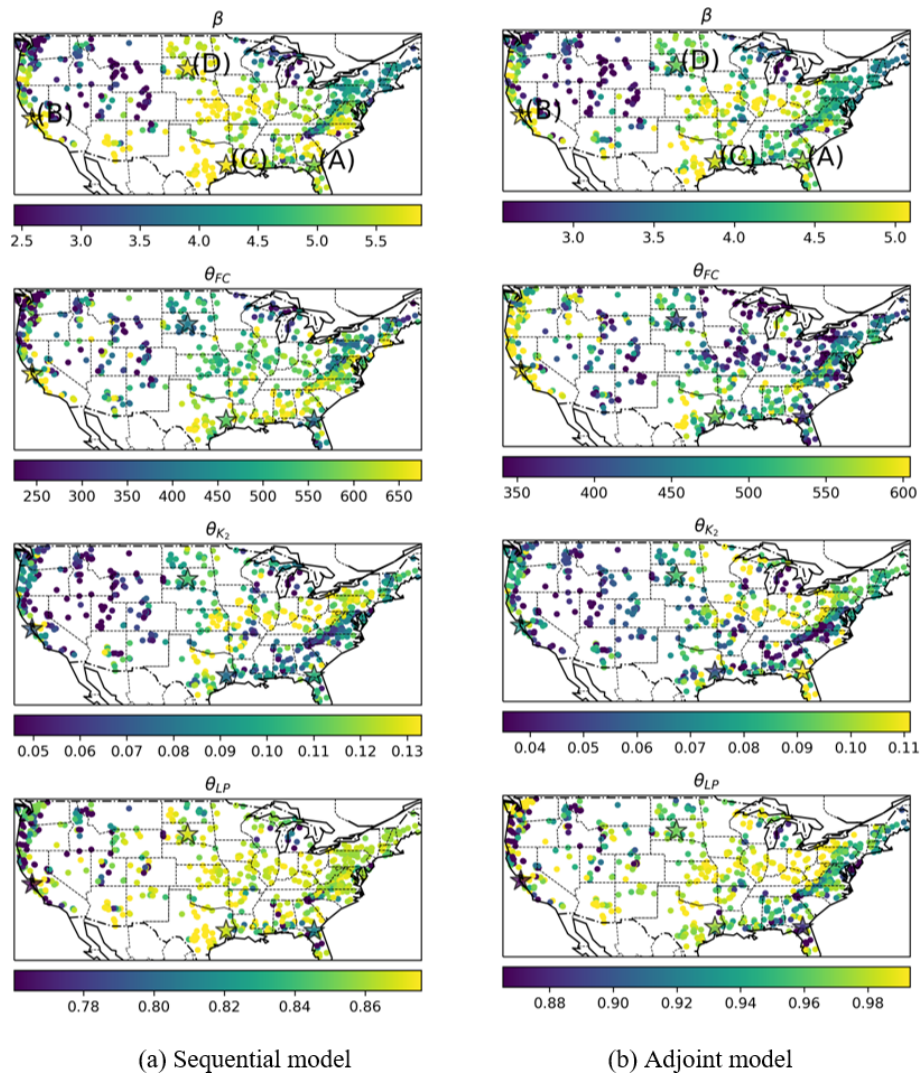 β
β
(D)
(B)
(C)
(A)
(D)
(B)
(C)
(A)
2.5 3.0 3.5 4.0 4.5 5.0 5.5
3.0 3.5 4.0 4.5 5.0
θ_FC
θ_FC
250 300 350 400 450 500 550 600 650
350 400 450 500 550 600
θ_K₂
θ_K₂
0.05 0.06 0.07 0.08 0.09 0.10 0.11 0.12 0.13
0.04 0.05 0.06 0.07 0.08 0.09 0.10 0.11
θ_LP
θ_LP
0.78 0.80 0.82 0.84 0.86
0.88 0.90 0.92 0.94 0.96 0.98
(a) Sequential model
(b) Adjoint model